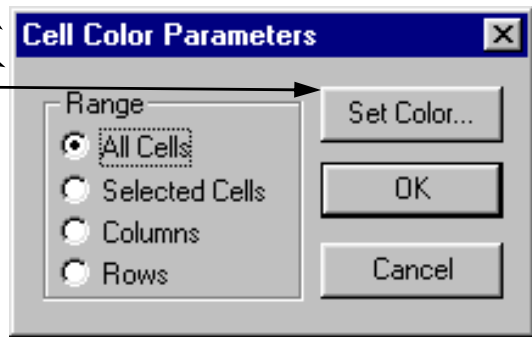 Cell Color Parameters
Range
All Cells
Selected Cells
Columns
Rows
Set Color...
OK
Cancel